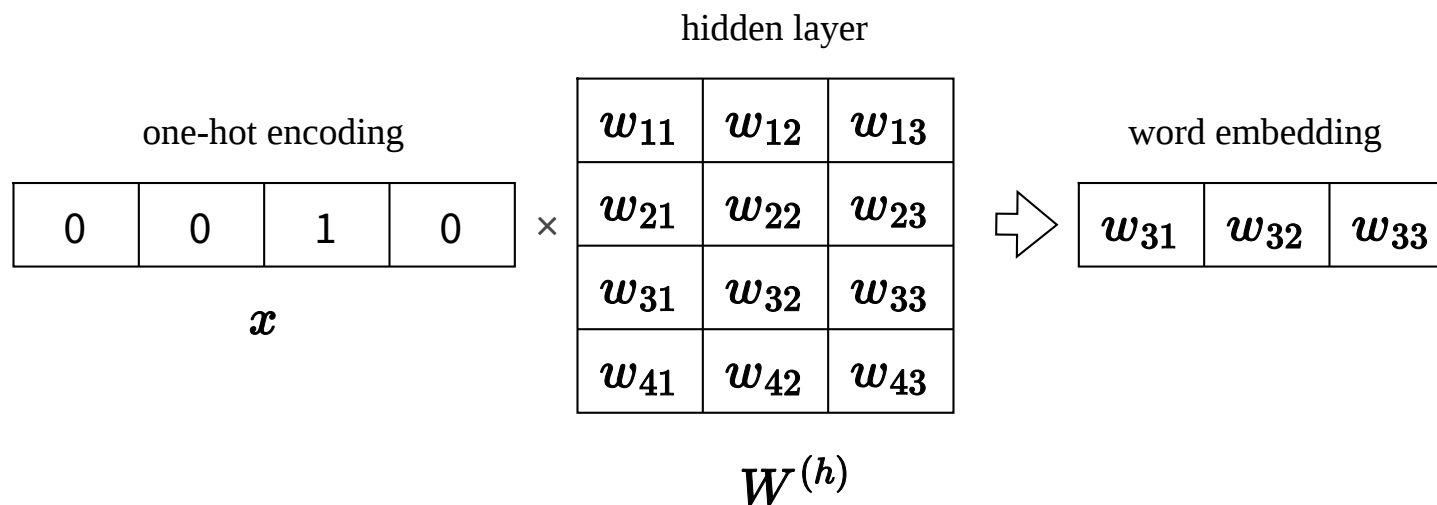 hidden layer
one-hot encoding
word embedding
0 0 1 0
×
w₁₁ w₁₂ w₁₃
w₂₁ w₂₂ w₂₃
w₃₁ w₃₂ w₃₃
w₄₁ w₄₂ w₄₃
w₃₁ w₃₂ w₃₃
x
W⁽ʰ⁾